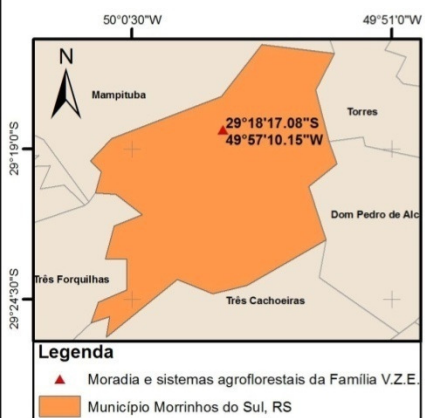 50°0'30"W
49°51'0"W
N
Mampituba
Torres
29°18'17.08"S
49°57'10.15"W
29°19'0"S
Dom Pedro de Alc
Três Forquilhas
Três Cachoeiras
29°24'30"S
Legenda
Moradia e sistemas agroflorestais da Família V.Z.E.
Município Morrinhos do Sul, RS